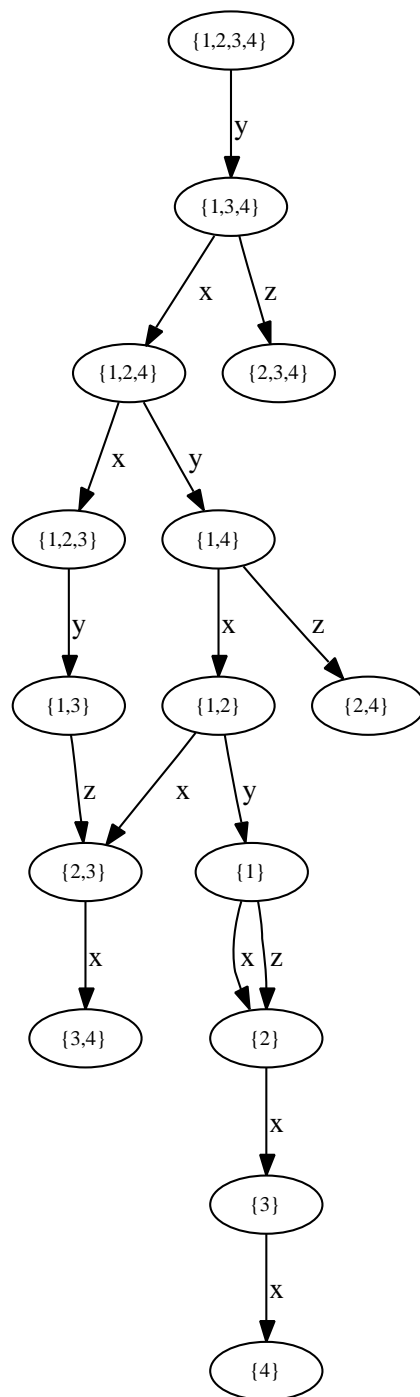 {1,2,3,4}
y
{1,3,4}
x z
{1,2,4} {2,3,4}
x y
{1,2,3} {1,4}
y x z
{1,3} {1,2} {2,4}
z x y
{2,3} {1}
x x z
{3,4} {2}
x
{3}
x
{4}